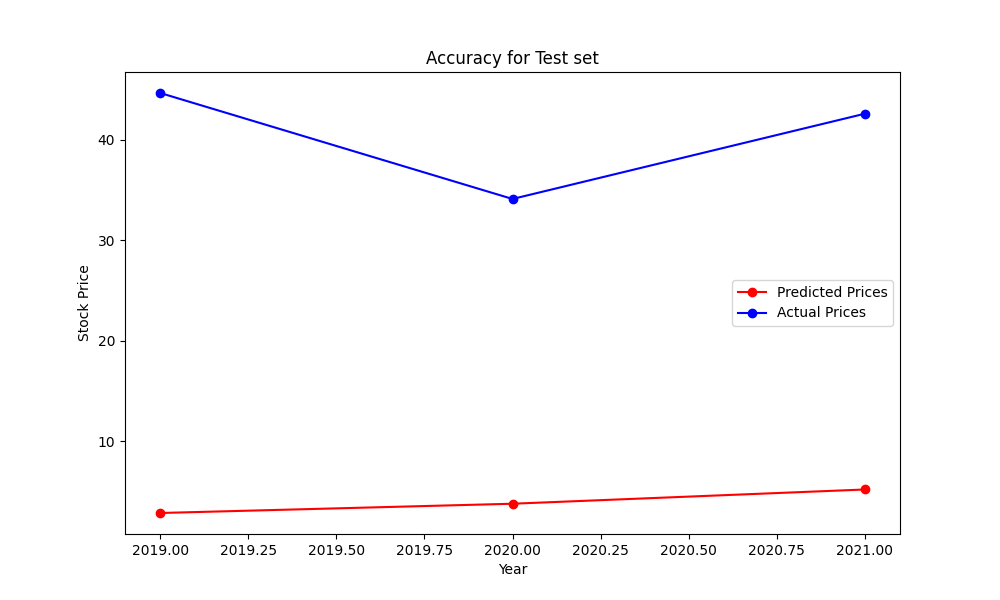 Accuracy for Test set
Stock Price
40
30
20
10
Predicted Prices
Actual Prices
2019.00 2019.25 2019.50 2019.75 2020.00 2020.25 2020.50 2020.75 2021.00
Year